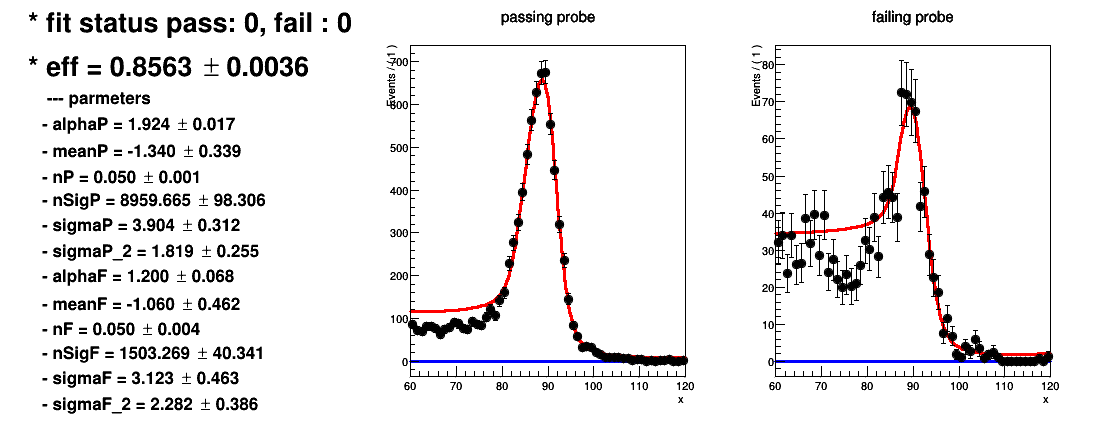 * fit status pass: 0, fail : 0
* eff = 0.8563 ± 0.0036
--- parmeters
- alphaP = 1.924 ± 0.017
- meanP = -1.340 ± 0.339
- nP = 0.050 ± 0.001
- nSigP = 8959.665 ± 98.306
- sigmaP = 3.904 ± 0.312
- sigmaP_2 = 1.819 ± 0.255
- alphaF = 1.200 ± 0.068
- meanF = -1.060 ± 0.462
- nF = 0.050 ± 0.004
- nSigF = 1503.269 ± 40.341
- sigmaF = 3.123 ± 0.463
- sigmaF_2 = 2.282 ± 0.386
passing probe
Events / ( 1 )
700
600
500
400
300
200
100
0
60 70 80 90 100 110 120
x
failing probe
Events / ( 1 )
80
70
60
50
40
30
20
10
0
60 70 80 90 100 110 120
x